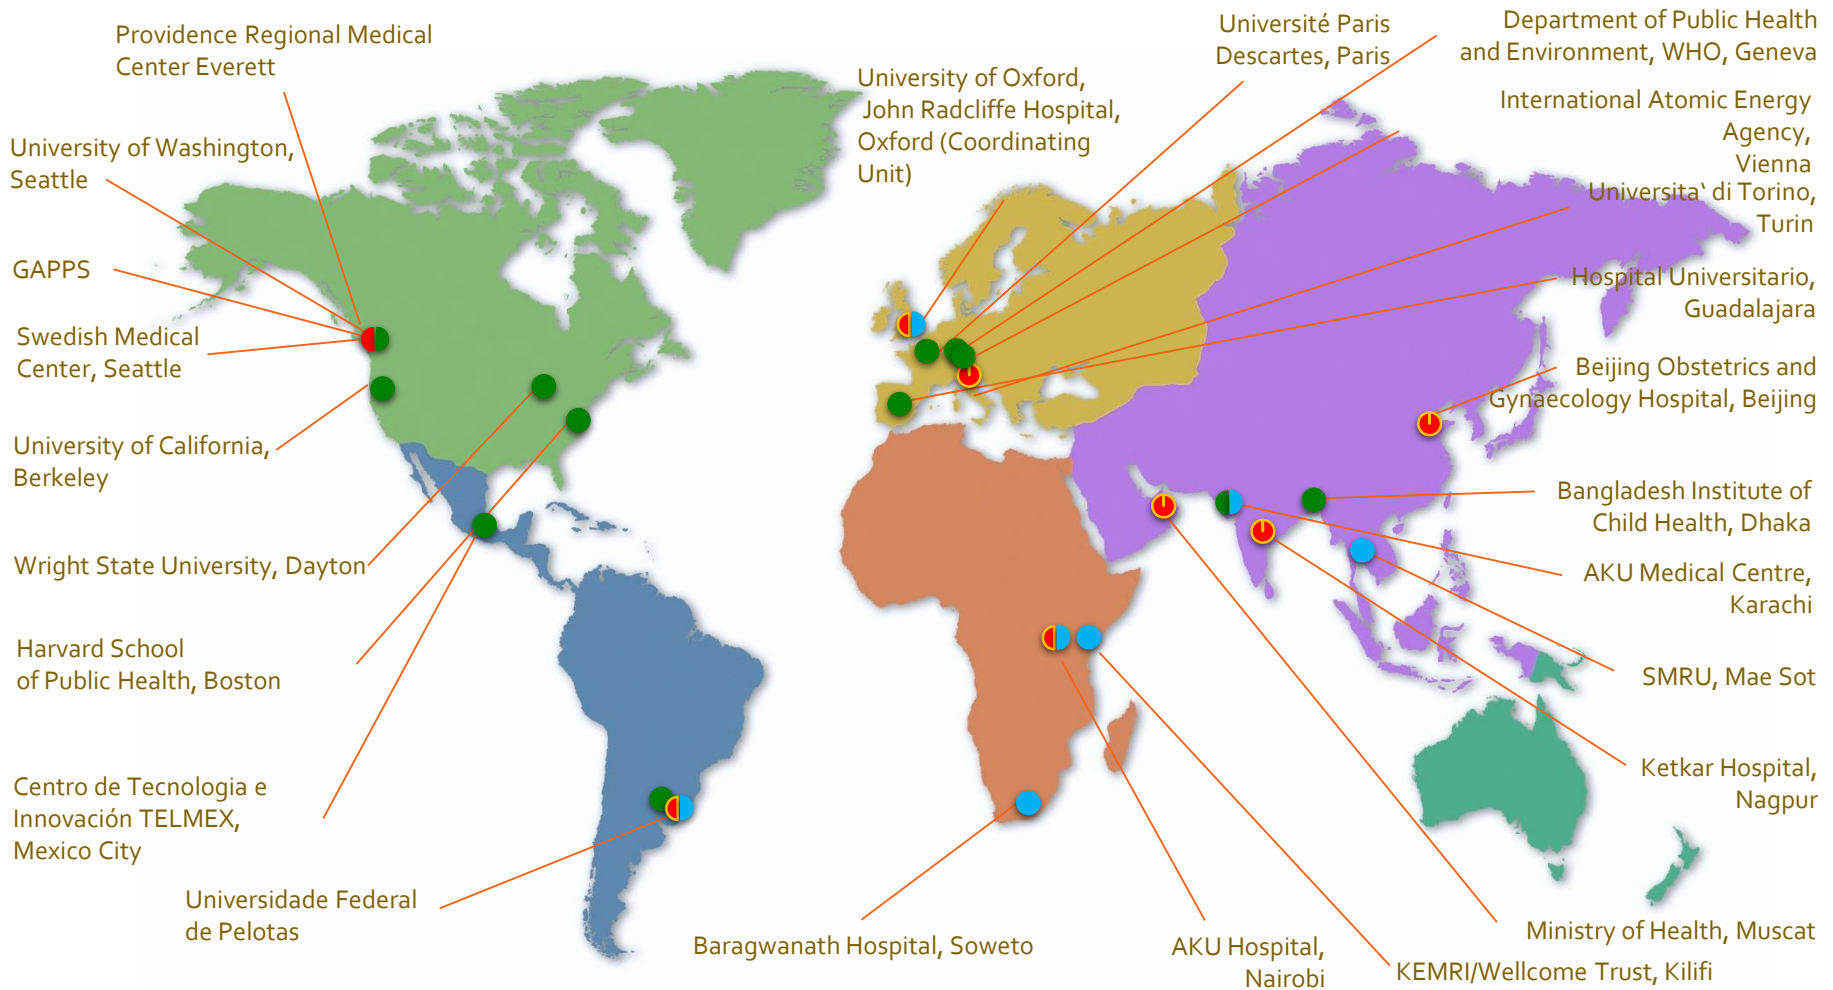 Providence Regional Medical
Center Everett
University of Washington,
Seattle
GAPPS
Swedish Medical
Center, Seattle
University of California,
Berkeley
Wright State University, Dayton
Harvard School
of Public Health, Boston
Centro de Tecnologia e
Innovación TELMEX,
Mexico City
Universidade Federal
de Pelotas
University of Oxford,
John Radcliffe Hospital,
Oxford (Coordinating
Unit)
Université Paris
Descartes, Paris
Department of Public Health
and Environment, WHO, Geneva
International Atomic Energy
Agency,
Vienna
Universita‘ di Torino,
Turin
Hospital Universitario,
Guadalajara
Beijing Obstetrics and
Gynaecology Hospital, Beijing
Bangladesh Institute of
Child Health, Dhaka
AKU Medical Centre,
Karachi
SMRU, Mae Sot
Ketkar Hospital,
Nagpur
Ministry of Health, Muscat
KEMRI/Wellcome Trust, Kilifi
AKU Hospital,
Nairobi
Baragwanath Hospital, Soweto